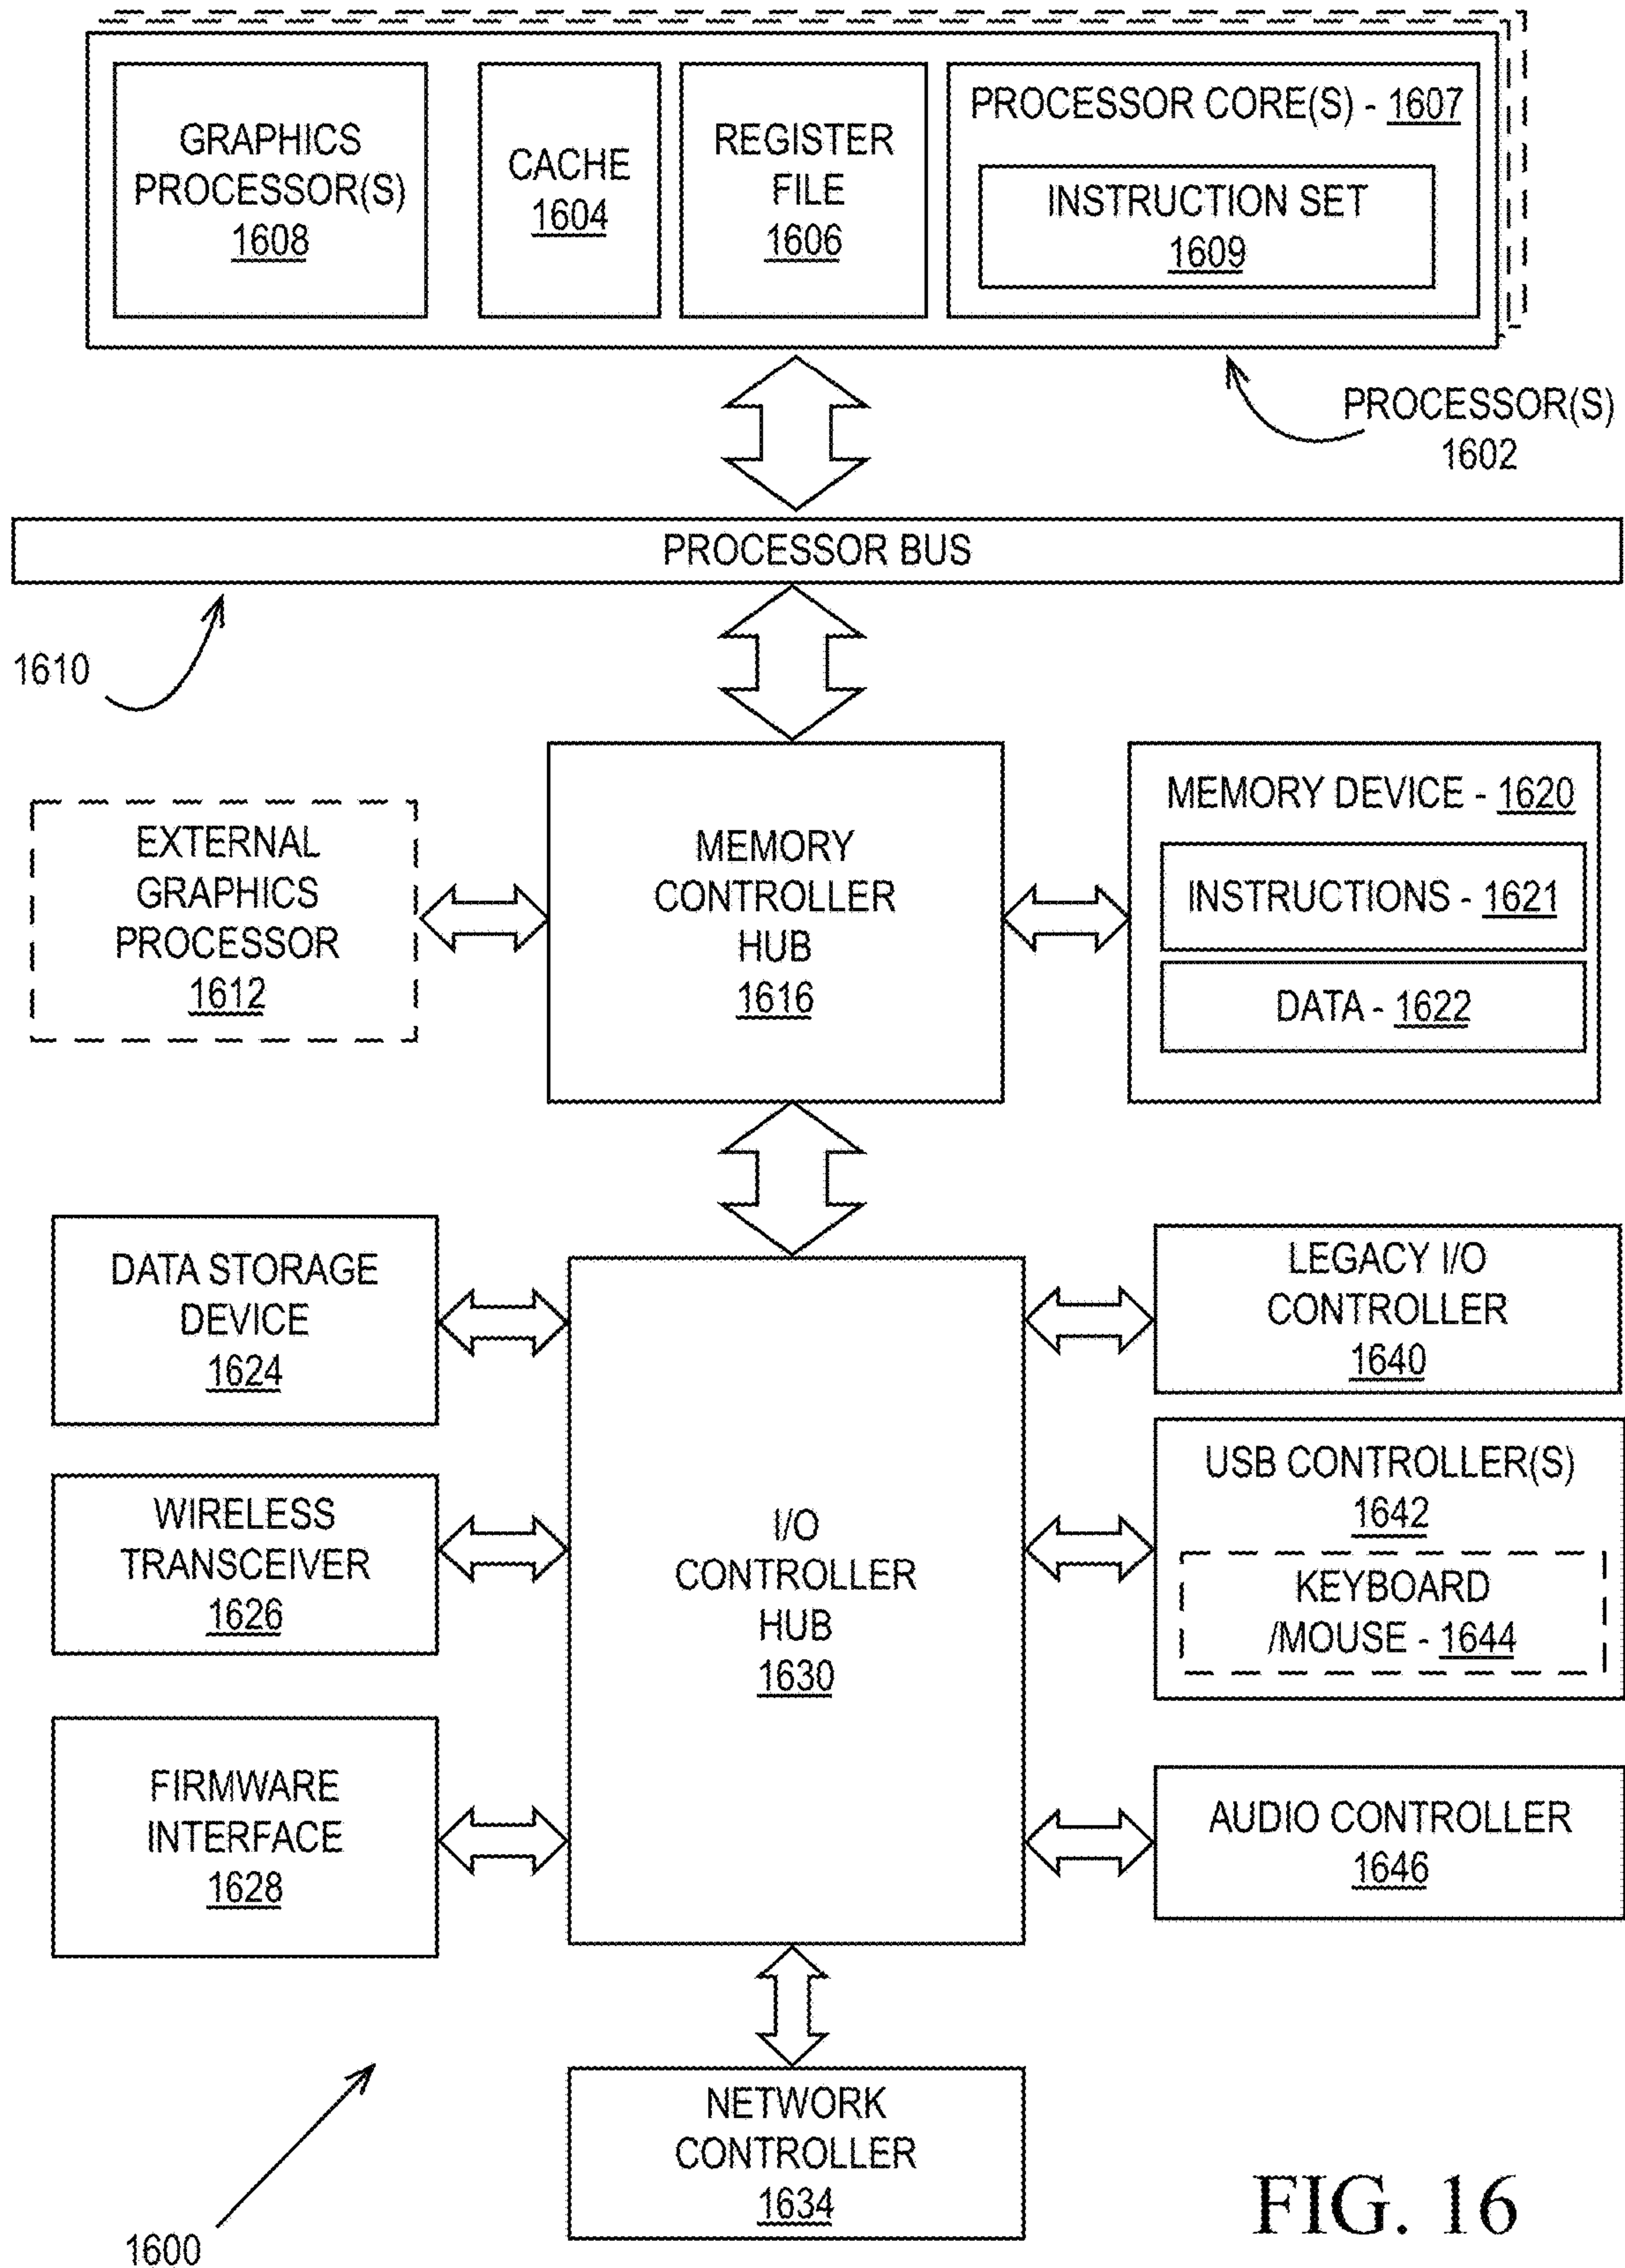 GRAPHICS
PROCESSOR(S)
1608
CACHE
1604
REGISTER
FILE
1606
PROCESSOR CORE(S) - 1607
INSTRUCTION SET
1609
PROCESSOR(S)
1602
PROCESSOR BUS
1610
EXTERNAL
GRAPHICS
PROCESSOR
1612
MEMORY
CONTROLLER
HUB
1616
MEMORY DEVICE - 1620
INSTRUCTIONS - 1621
DATA - 1622
DATA STORAGE
DEVICE
1624
WIRELESS
TRANSCEIVER
1626
FIRMWARE
INTERFACE
1628
I/O
CONTROLLER
HUB
1630
LEGACY I/O
CONTROLLER
1640
USB CONTROLLER(S)
1642
KEYBOARD
/MOUSE - 1644
AUDIO CONTROLLER
1646
NETWORK
CONTROLLER
1634
1600
FIG. 16